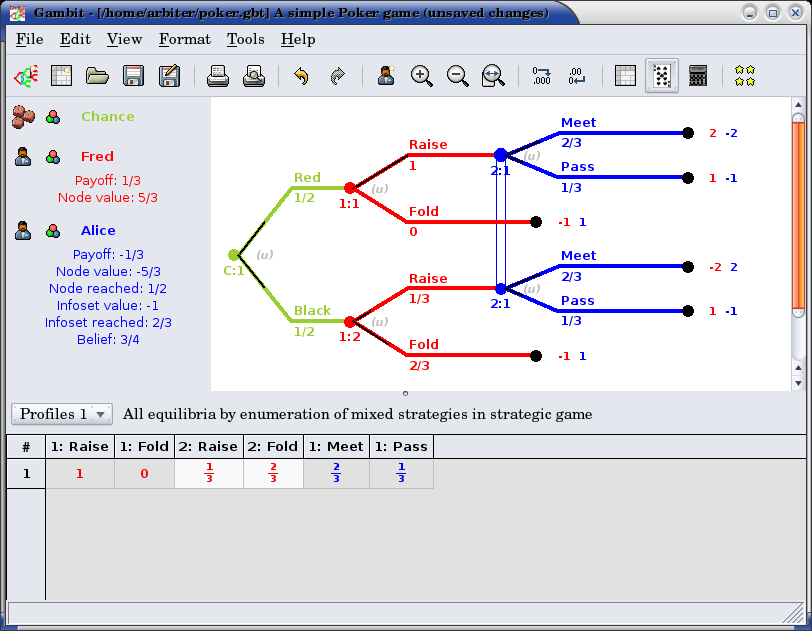 Gambit - [/home/arbiter/poker.gbt] A simple Poker game (unsaved changes)
File Edit View Format Tools Help
0→ .000
.00
Chance
Fred
Payoff: 1/3
Node value: 5/3
Alice
Payoff: -1/3
Node value: -5/3
Node reached: 1/2
Infoset value: -1
Infoset reached: 2/3
Belief: 3/4
Meet
2/3
2 -2
Raise
1
(u)
2:1
Pass
1/3
1 -1
Red
1/2
(u)
1:1
Fold
0
-1 1
(u)
C:1
Meet
2/3
-2 2
Raise
1/3
(u)
2:1
Pass
1/3
1 -1
Black
1/2
(u)
1:2
Fold
2/3
-1 1
Profiles 1 All equilibria by enumeration of mixed strategies in strategic game
# 1: Raise 1: Fold 2: Raise 2: Fold 1: Meet 1: Pass
1 1 0 1/3 2/3 2/3 1/3